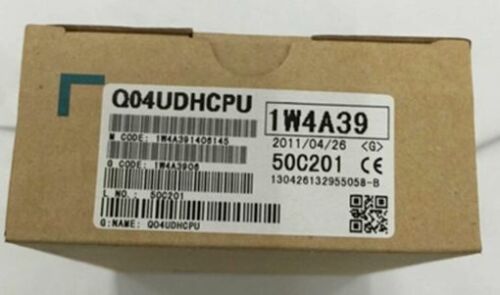 Q04UDHCPU
1W4A39
M CODE: 1W4A391406145
2011/04/26 <G>
G CODE: 1W4A3906
50C201 CE
130426132955058-B
L NO.: 50C201
G:NAME: Q04UDHCPU